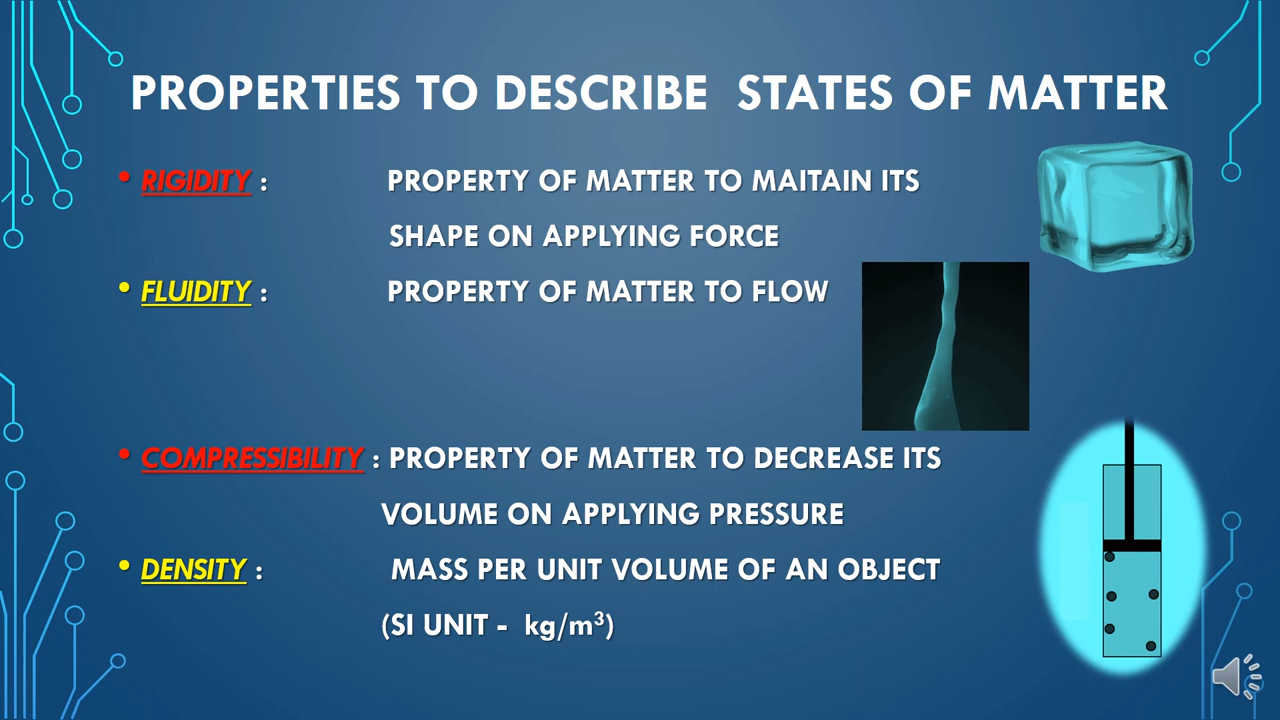 PROPERTIES TO DESCRIBE STATES OF MATTER
• RIGIDITY : PROPERTY OF MATTER TO MAITAIN ITS
SHAPE ON APPLYING FORCE
• FLUIDITY : PROPERTY OF MATTER TO FLOW
• COMPRESSIBILITY : PROPERTY OF MATTER TO DECREASE ITS
VOLUME ON APPLYING PRESSURE
• DENSITY : MASS PER UNIT VOLUME OF AN OBJECT
(SI UNIT - kg/m³)